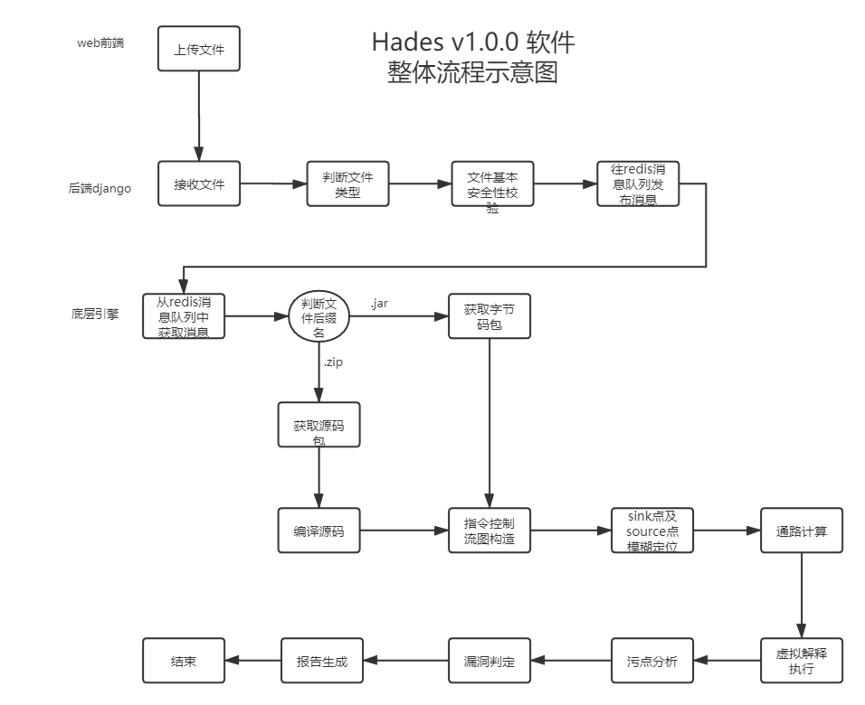 Hades v1.0.0 软件
整体流程示意图
web前端
上传文件
后端django
接收文件
判断文件
类型
文件基本
安全性校
验
往redis消
息队列发
布消息
底层引擎
从redis消
息队列中
获取消息
判断文
件后缀
名
.jar
获取字节
码包
.zip
获取源码
包
编译源码
指令控制
流图构造
sink点及
source点
模糊定位
通路计算
结束
报告生成
漏洞判定
污点分析
虚拟解释
执行